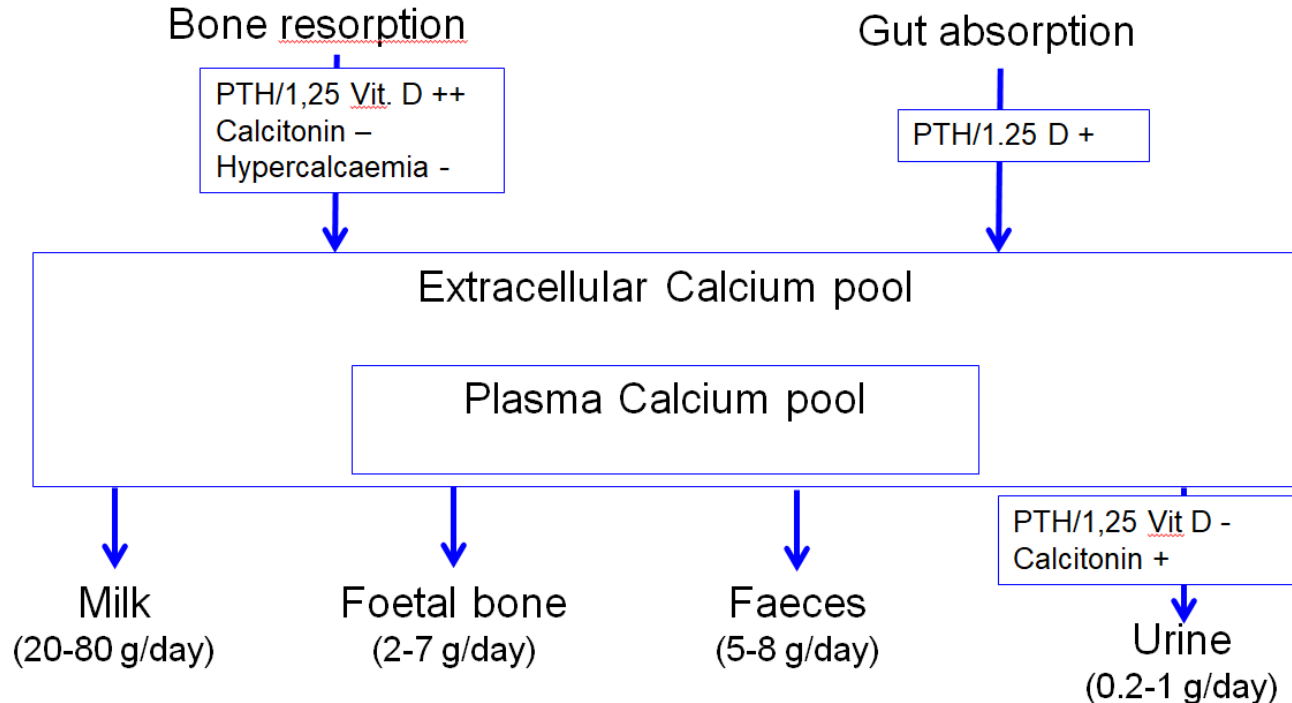 Bone resorption
Gut absorption
PTH/1,25 Vit. D ++
Calcitonin –
Hypercalcaemia -
PTH/1.25 D +
Extracellular Calcium pool
Plasma Calcium pool
PTH/1,25 Vit D -
Calcitonin +
Milk
(20-80 g/day)
Foetal bone
(2-7 g/day)
Faeces
(5-8 g/day)
Urine
(0.2-1 g/day)